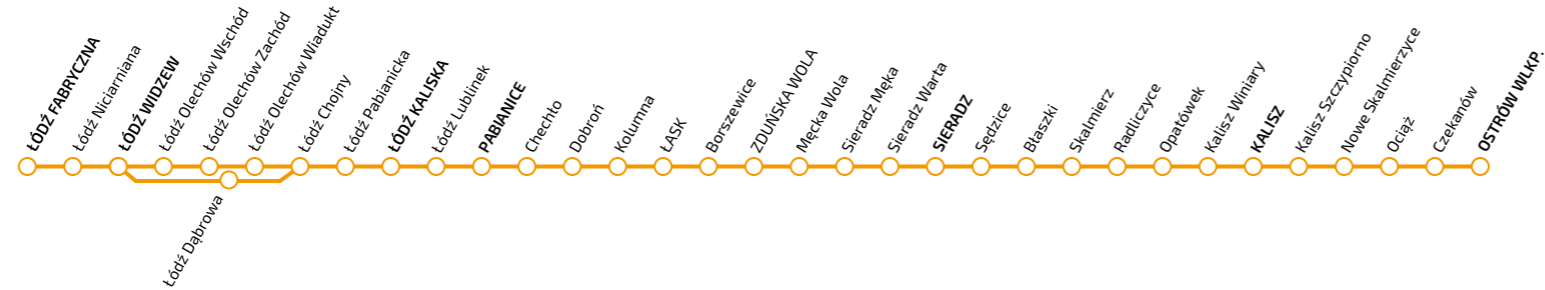 ŁÓDŹ FABRYCZNA
Łódź Niciarniana
ŁÓDŹ WIDZEW
Łódź Olechów Wschód
Łódź Olechów Zachód
Łódź Olechów Wiadukt
Łódź Chojny
Łódź Pabianicka
ŁÓDŹ KALISKA
Łódź Lublinek
PABIANICE
Chechło
Dobroń
Kolumna
ŁASK
Borszewice
ZDUŃSKA WOLA
Męcka Wola
Sieradz Męka
Sieradz Warta
SIERADZ
Sędzice
Błaszki
Skalmierz
Radliczyce
Opatówek
Kalisz Winiary
KALISZ
Kalisz Szczypiorno
Nowe Skalmierzyce
Ociąż
Czekanów
OSTRÓW WLKP.
Łódź Dąbrowa